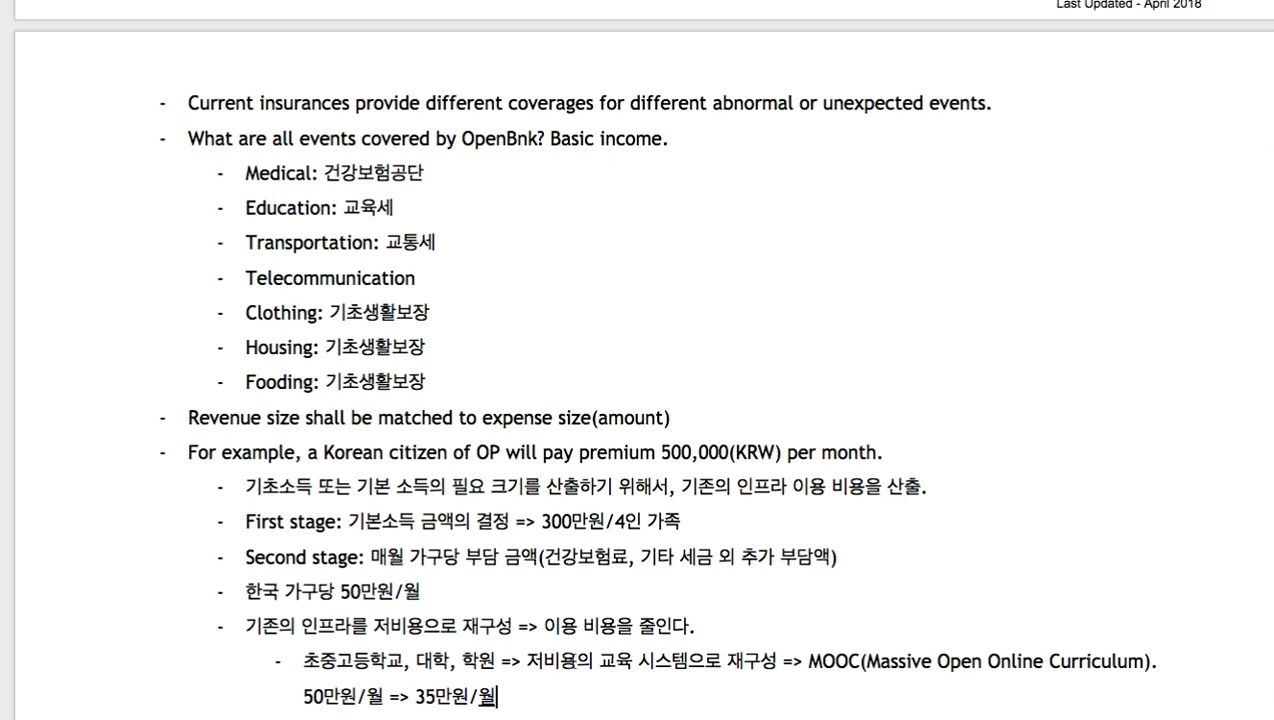 Last Updated - April 2018
- Current insurances provide different coverages for different abnormal or unexpected events.
- What are all events covered by OpenBnk? Basic income.
- Medical: 건강보험공단
- Education: 교육세
- Transportation: 교통세
- Telecommunication
- Clothing: 기초생활보장
- Housing: 기초생활보장
- Fooding: 기초생활보장
- Revenue size shall be matched to expense size(amount)
- For example, a Korean citizen of OP will pay premium 500,000(KRW) per month.
- 기초소득 또는 기본 소득의 필요 크기를 산출하기 위해서, 기존의 인프라 이용 비용을 산출.
- First stage: 기본소득 금액의 결정 => 300만원/4인 가족
- Second stage: 매월 가구당 부담 금액(건강보험료, 기타 세금 외 추가 부담액)
- 한국 가구당 50만원/월
- 기존의 인프라를 저비용으로 재구성 => 이용 비용을 줄인다.
- 초중고등학교, 대학, 학원 => 저비용의 교육 시스템으로 재구성 => MOOC(Massive Open Online Curriculum).
50만원/월 => 35만원/월